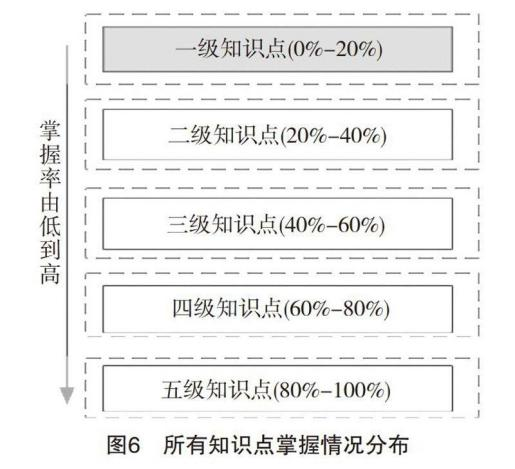 一级知识点(0%-20%)
二级知识点(20%-40%)
三级知识点(40%-60%)
四级知识点(60%-80%)
五级知识点(80%-100%)
掌握率由低到高
图6 所有知识点掌握情况分布